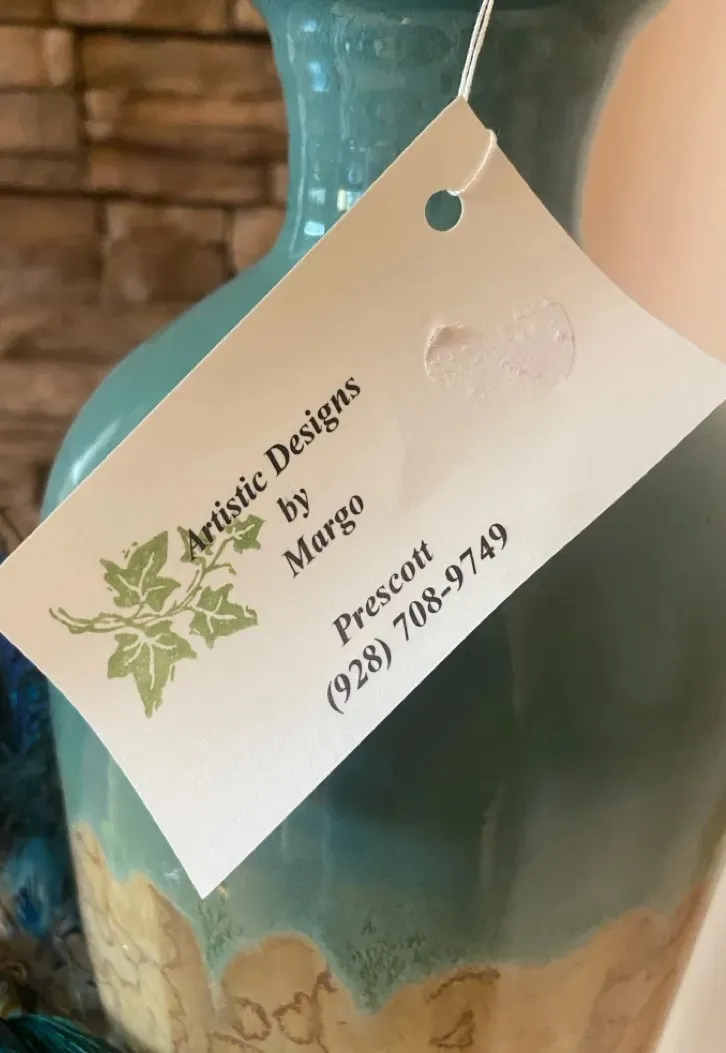 Artistic Designs
by
Margo
Prescott
(928) 708-9749